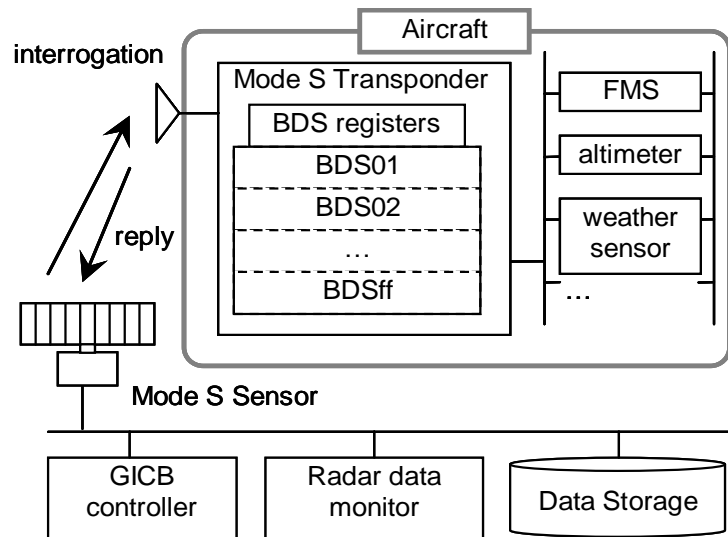 Aircraft
interrogation
Mode S Transponder
BDS registers
BDS01
BDS02
...
BDSff
FMS
altimeter
weather
sensor
...
reply
Mode S Sensor
GICB
controller
Radar data
monitor
Data Storage